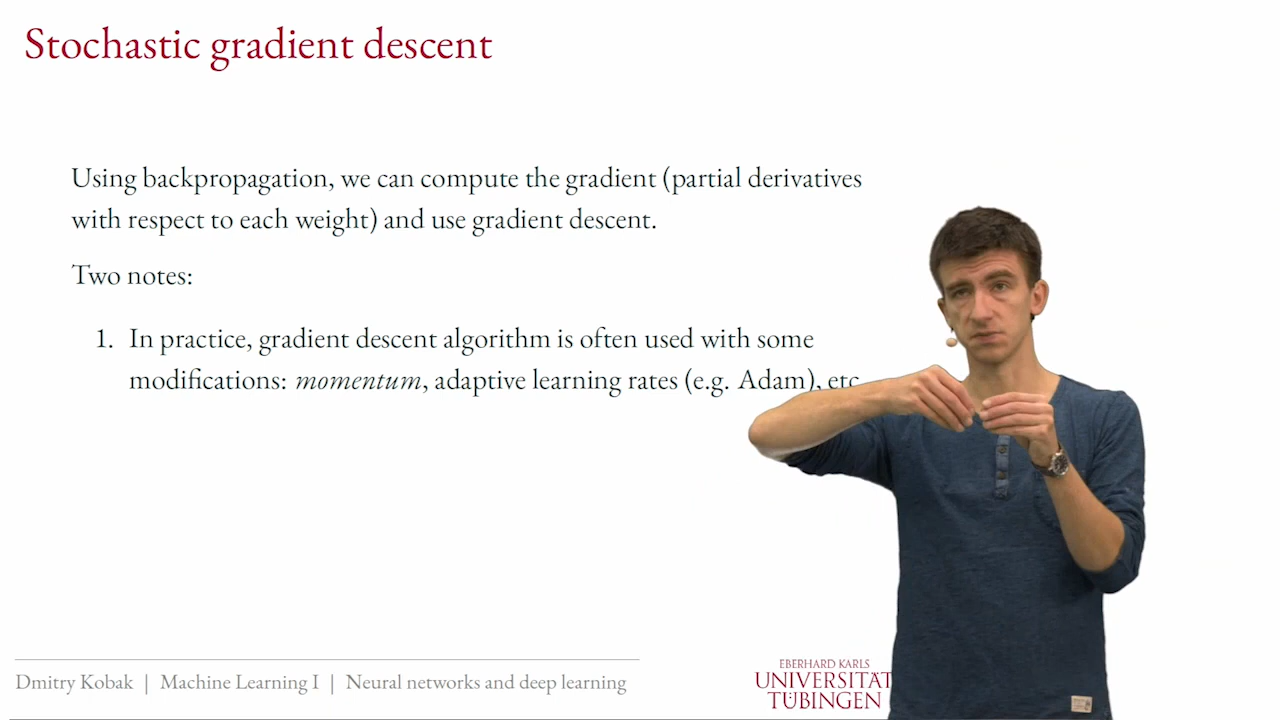 Stochastic gradient descent
Using backpropagation, we can compute the gradient (partial derivatives
with respect to each weight) and use gradient descent.
Two notes:
1. In practice, gradient descent algorithm is often used with some
modifications: momentum, adaptive learning rates (e.g. Adam), etc
Dmitry Kobak | Machine Learning I | Neural networks and deep learning
EBERHARD KARLS
UNIVERSITÄT
TÜBINGEN